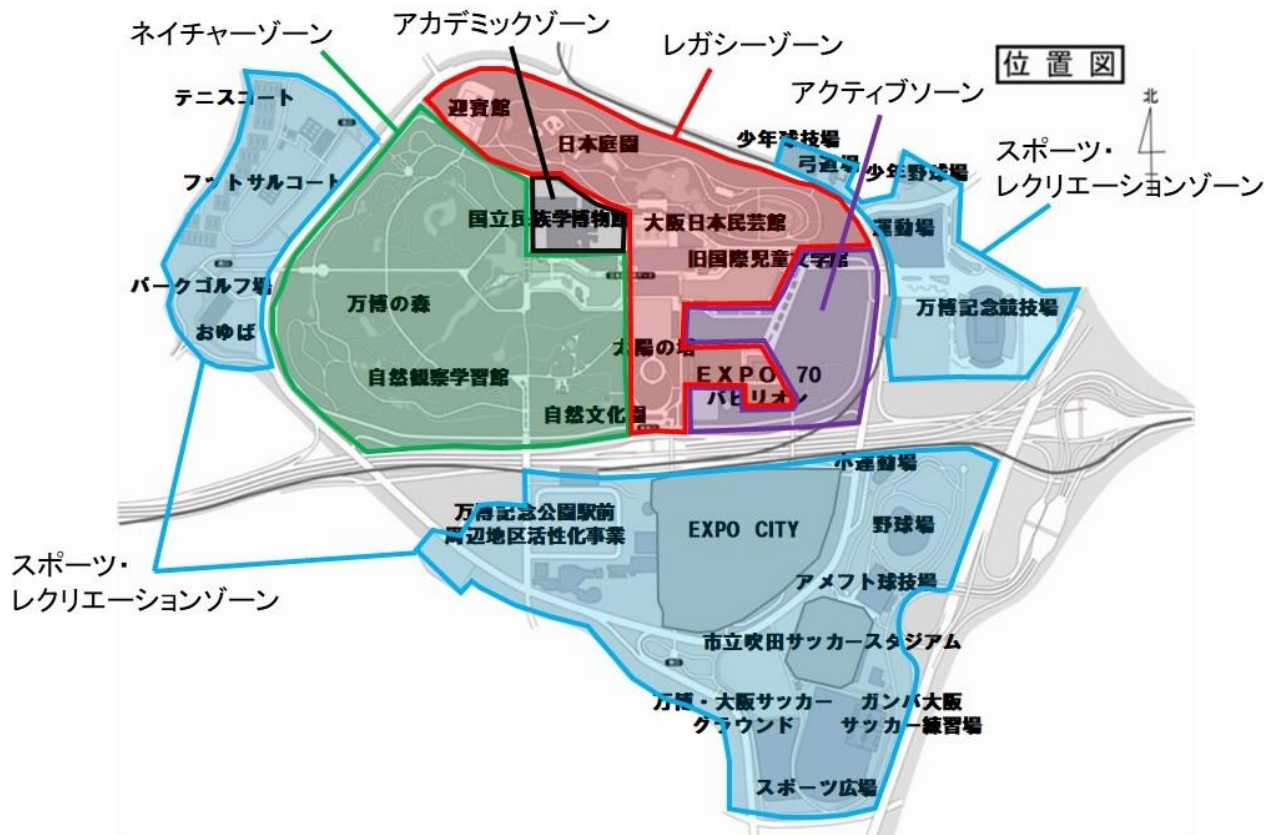 ネイチャーゾーン
アカデミックゾーン
レガシーゾーン
位置図
アクティブゾーン
北
スポーツ・
レクリエーションゾーン
テニスコート
迎賓館
日本庭園
少年球技場
弓道場
少年野球場
フットサルコート
国立民族学博物館
大阪日本民芸館
運動場
旧国際児童文学館
パークゴルフ場
万博の森
万博記念競技場
おゆば
太陽の塔
自然観察学習館
EXPO 70
パビリオン
自然文化園
小運動場
万博記念公園駅前
周辺地区活性化事業
EXPO CITY
野球場
スポーツ・
レクリエーションゾーン
アメフト球技場
市立吹田サッカースタジアム
万博・大阪サッカー
グラウンド
ガンバ大阪
サッカー練習場
スポーツ広場